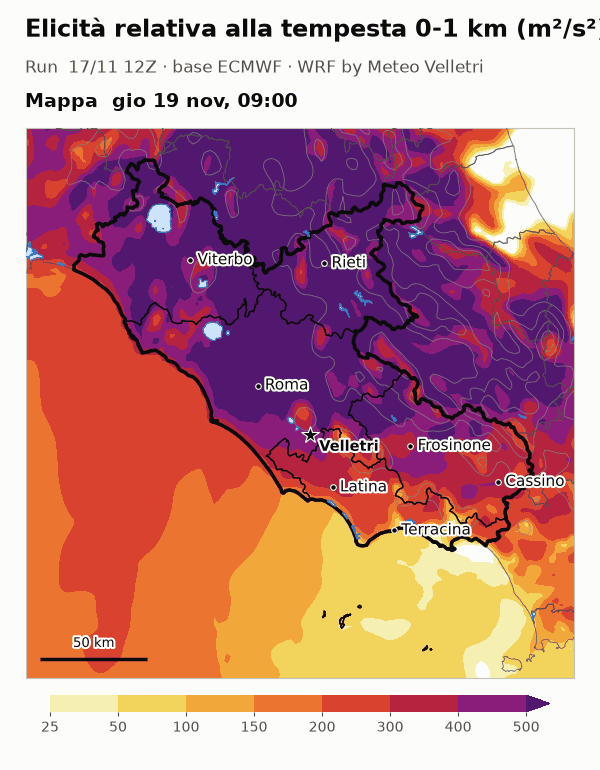 Elicità relativa alla tempesta 0-1 km (m²/s²)
Run  17/11 12Z · base ECMWF · WRF by Meteo Velletri
Mappa  gio 19 nov, 09:00
Viterbo
Rieti
Roma
Velletri
Frosinone
Cassino
Latina
Terracina
50 km
25 50 100 150 200 300 400 500